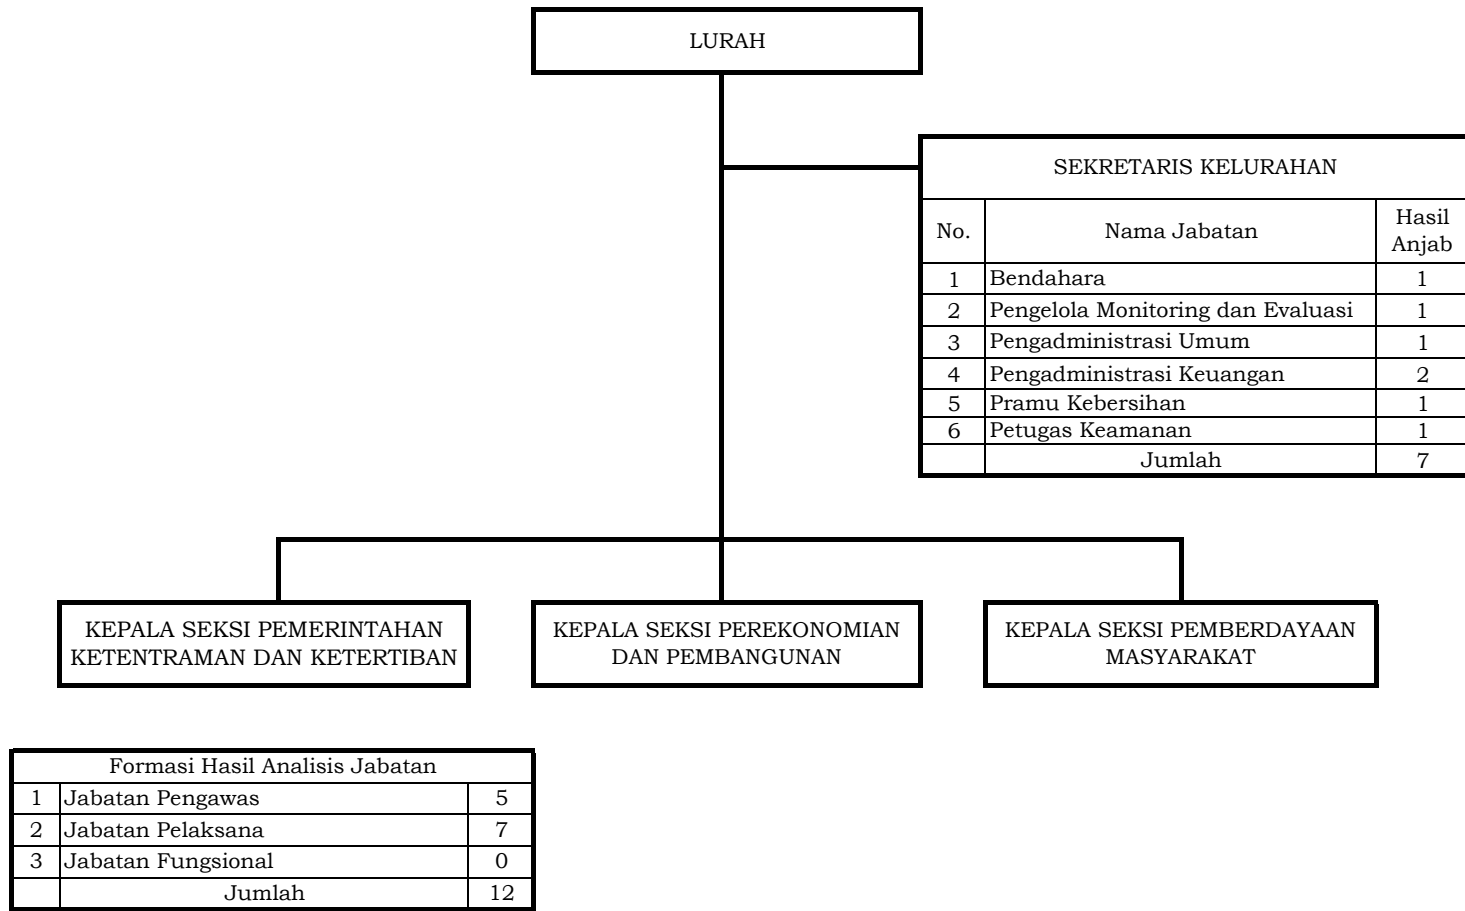 LURAH
SEKRETARIS KELURAHAN
No. Nama Jabatan Hasil Anjab
1 Bendahara 1
2 Pengelola Monitoring dan Evaluasi 1
3 Pengadministrasi Umum 1
4 Pengadministrasi Keuangan 2
5 Pramu Kebersihan 1
6 Petugas Keamanan 1
Jumlah 7
KEPALA SEKSI PEMERINTAHAN
KETENTRAMAN DAN KETERTIBAN
KEPALA SEKSI PEREKONOMIAN
DAN PEMBANGUNAN
KEPALA SEKSI PEMBERDAYAAN
MASYARAKAT
Formasi Hasil Analisis Jabatan
1 Jabatan Pengawas 5
2 Jabatan Pelaksana 7
3 Jabatan Fungsional 0
Jumlah 12